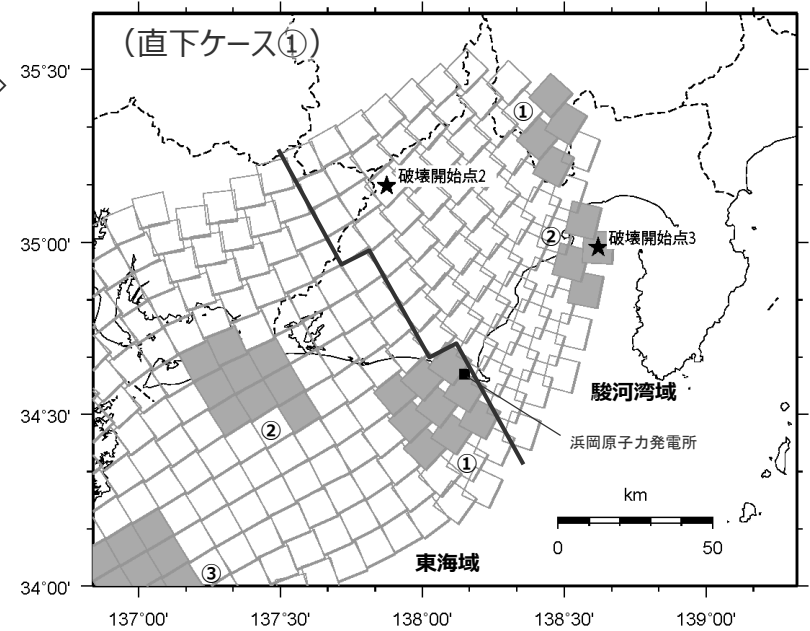 (直下ケース①)
35°30'
①
破壊開始点2
②
破壊開始点3
35°00'
駿河湾域
34°30'
②
浜岡原子力発電所
①
km
0
50
東海域
③
34°00'
137°00'
137°30'
138°00'
138°30'
139°00'